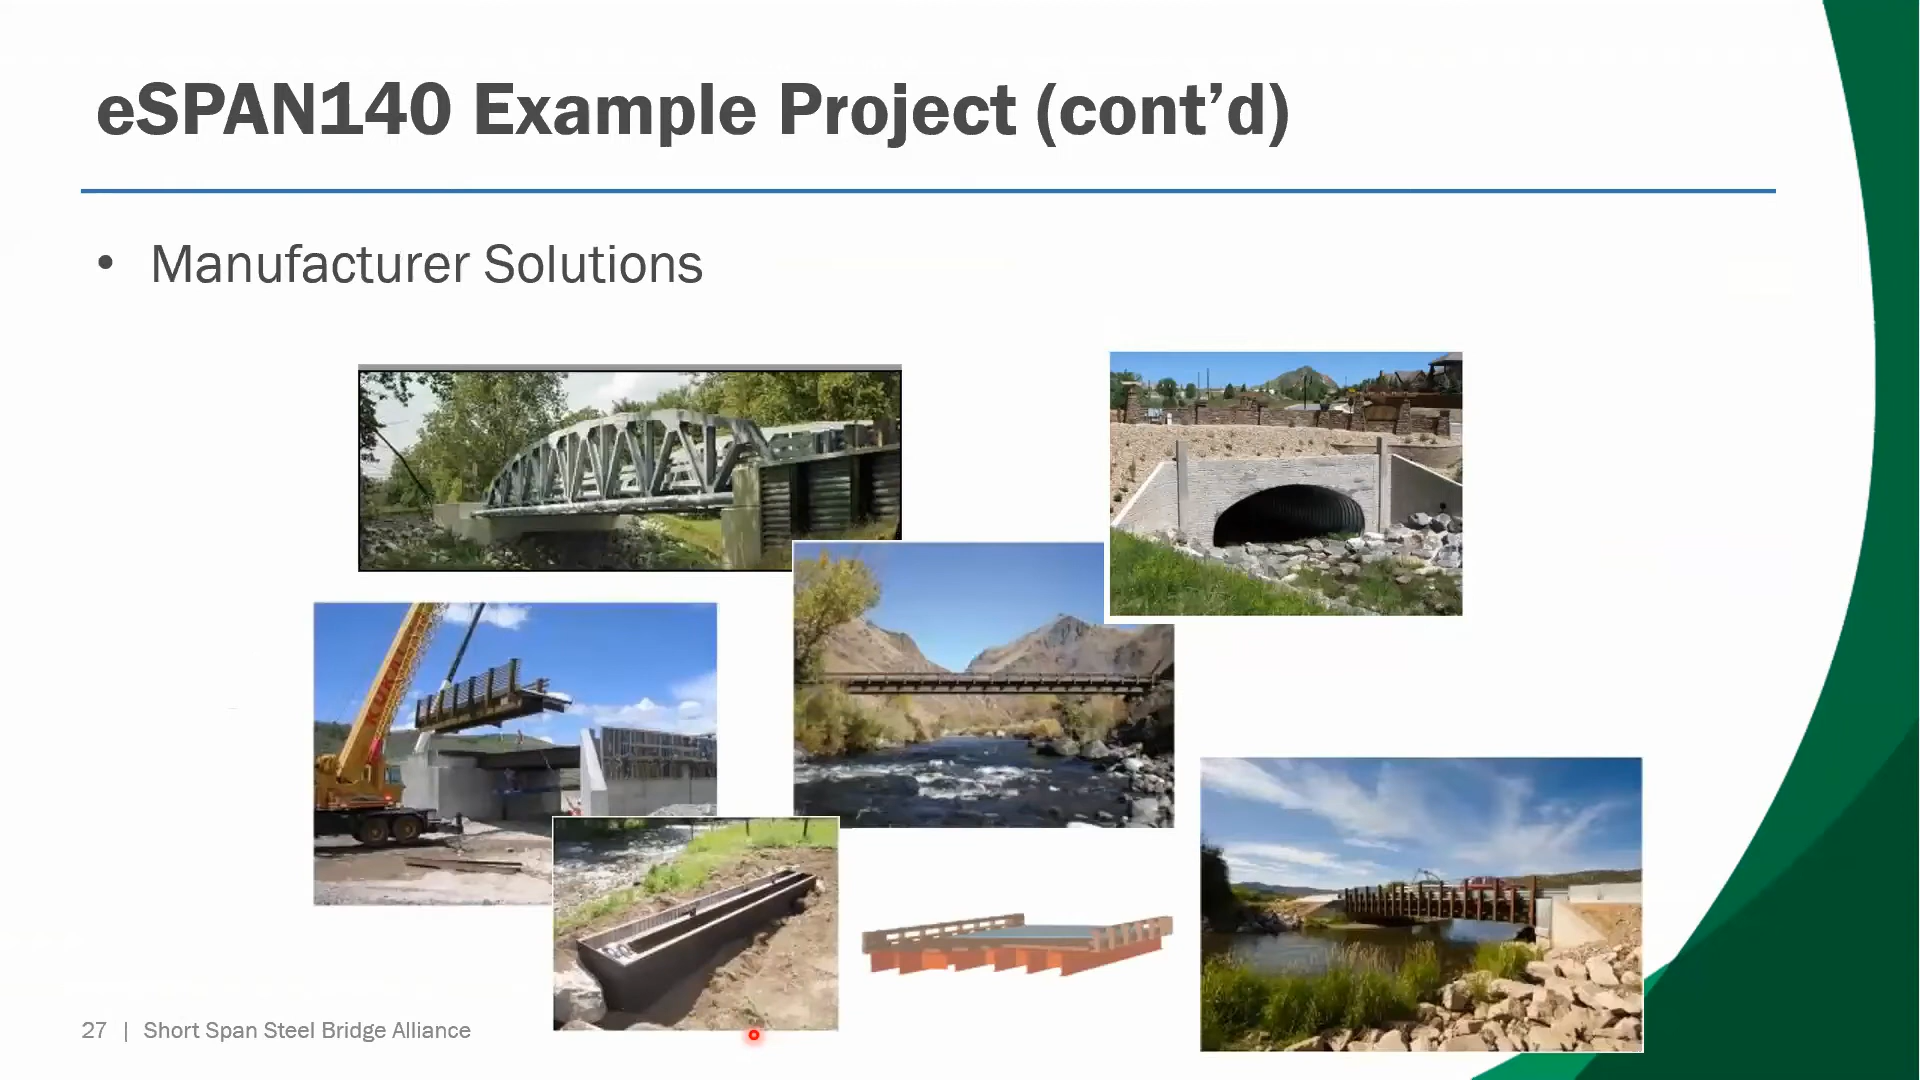 eSPAN140 Example Project (cont’d)
• Manufacturer Solutions
27 | Short Span Steel Bridge Alliance